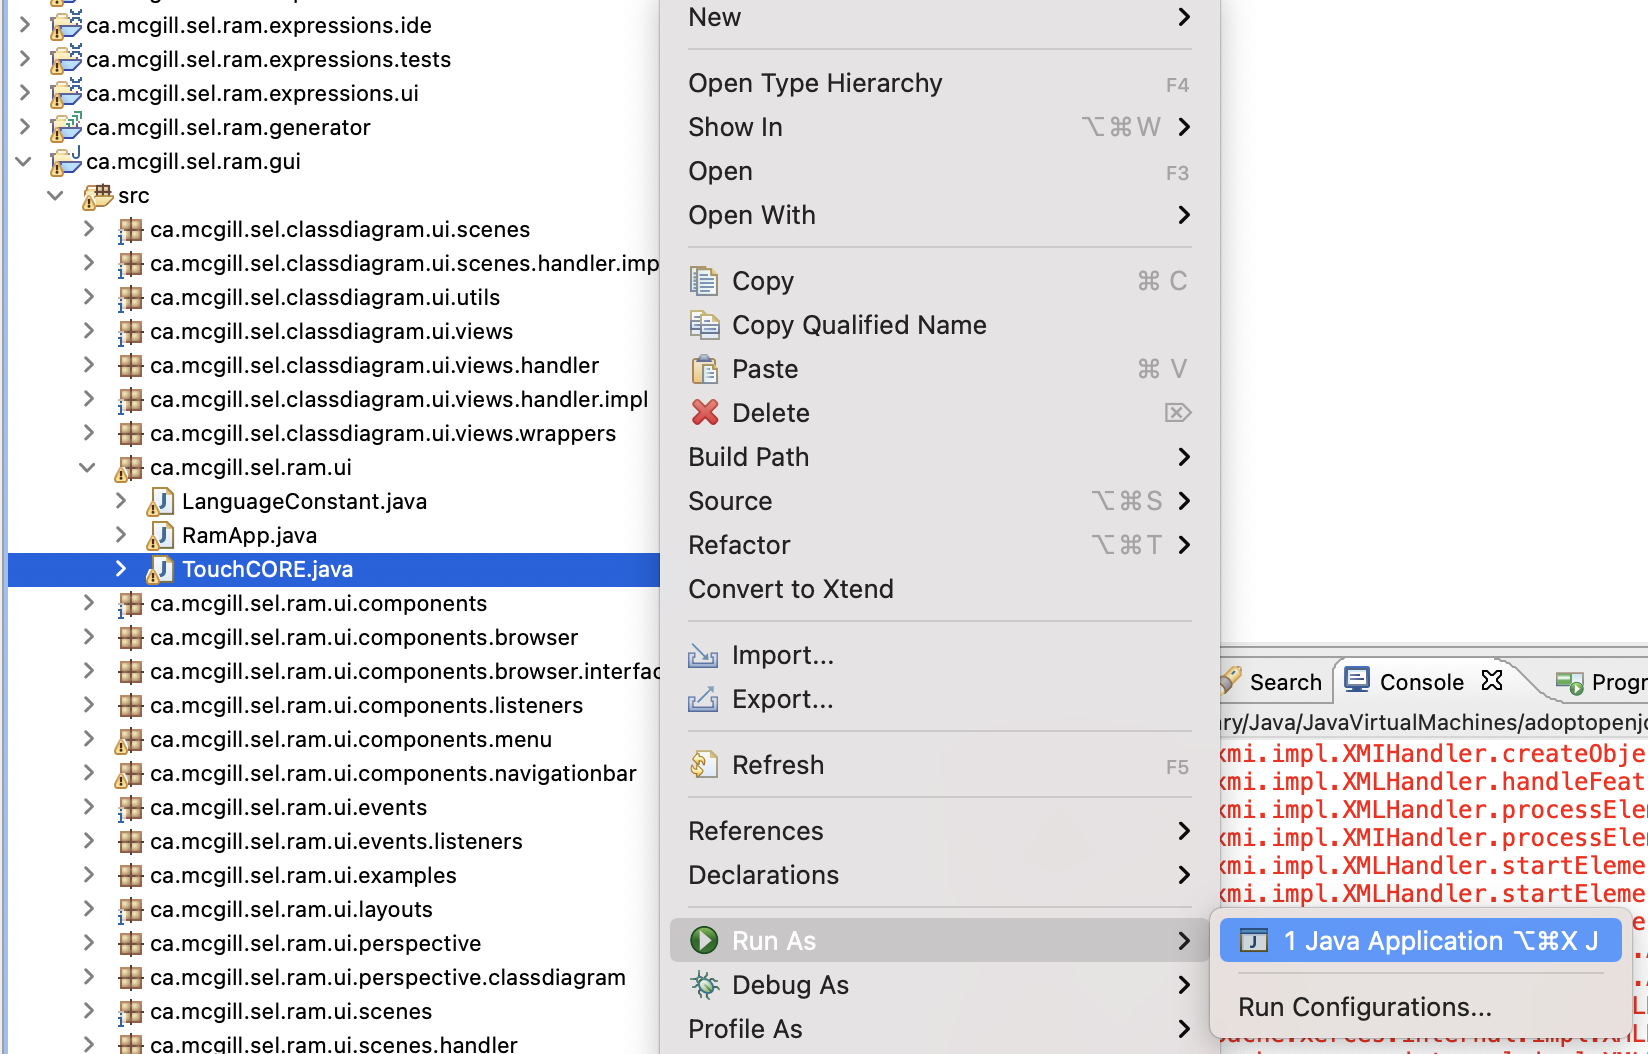 ca.mcgill.sel.ram.expressions.ide
ca.mcgill.sel.ram.expressions.tests
ca.mcgill.sel.ram.expressions.ui
ca.mcgill.sel.ram.generator
ca.mcgill.sel.ram.gui
src
ca.mcgill.sel.classdiagram.ui.scenes
ca.mcgill.sel.classdiagram.ui.scenes.handler.imp
ca.mcgill.sel.classdiagram.ui.utils
ca.mcgill.sel.classdiagram.ui.views
ca.mcgill.sel.classdiagram.ui.views.handler
ca.mcgill.sel.classdiagram.ui.views.handler.impl
ca.mcgill.sel.classdiagram.ui.views.wrappers
ca.mcgill.sel.ram.ui
LanguageConstant.java
RamApp.java
TouchCORE.java
ca.mcgill.sel.ram.ui.components
ca.mcgill.sel.ram.ui.components.browser
ca.mcgill.sel.ram.ui.components.browser.interfac
ca.mcgill.sel.ram.ui.components.listeners
ca.mcgill.sel.ram.ui.components.menu
ca.mcgill.sel.ram.ui.components.navigationbar
ca.mcgill.sel.ram.ui.events
ca.mcgill.sel.ram.ui.events.listeners
ca.mcgill.sel.ram.ui.examples
ca.mcgill.sel.ram.ui.layouts
ca.mcgill.sel.ram.ui.perspective
ca.mcgill.sel.ram.ui.perspective.classdiagram
ca.mcgill.sel.ram.ui.scenes
ca.mcgill.sel.ram.ui.scenes.handler
New
Open Type Hierarchy F4
Show In ⌥⌘W
Open F3
Open With
Copy ⌘ C
Copy Qualified Name
Paste ⌘ V
Delete ⌦
Build Path
Source ⌥⌘S
Refactor ⌥⌘T
Convert to Xtend
Import...
Export...
Refresh F5
References
Declarations
Run As
Debug As
Profile As
1 Java Application ⌥⌘X J
Run Configurations...
Search Console Progr
ary/Java/JavaVirtualMachines/adoptopenjd
xmi.impl.XMIHandler.createObje
xmi.impl.XMLHandler.handleFeat
xmi.impl.XMLHandler.processEle
xmi.impl.XMIHandler.processEle
xmi.impl.XMLHandler.startEleme
xmi.impl.XMLHandler.startEleme